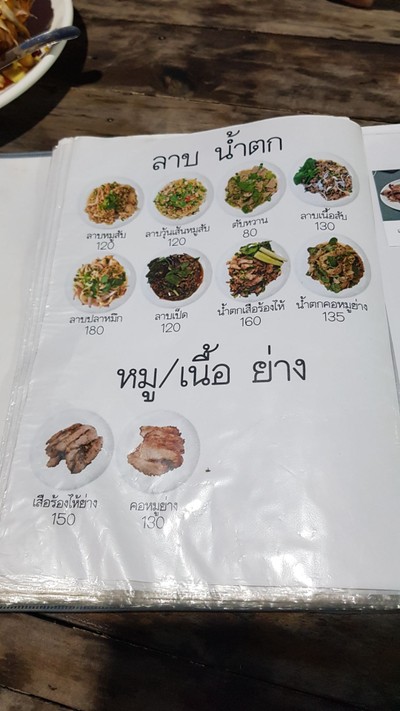 ลาบ น้ำตก
ลาบหมูสับ ลาบวุ้นเส้นหมูสับ ตับหวาน ลาบเนื้อสับ
120 120 80 130
ลาบปลาหมึก ลาบเป็ด น้ำตกเสือร้องไห้ น้ำตกคอหมูย่าง
180 120 160 135
หมู/เนื้อ ย่าง
เสือร้องไห้ย่าง คอหมูย่าง
150 130